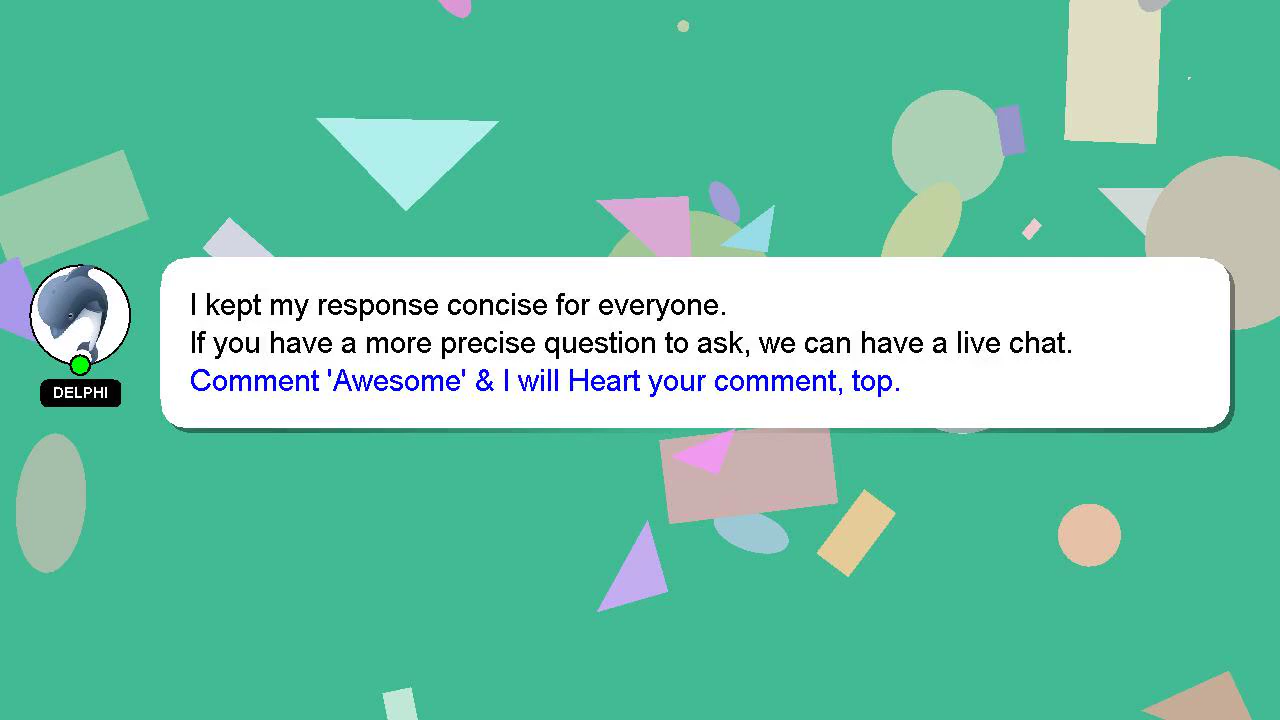 I kept my response concise for everyone.
If you have a more precise question to ask, we can have a live chat.
Comment 'Awesome' & I will Heart your comment, top.
DELPHI